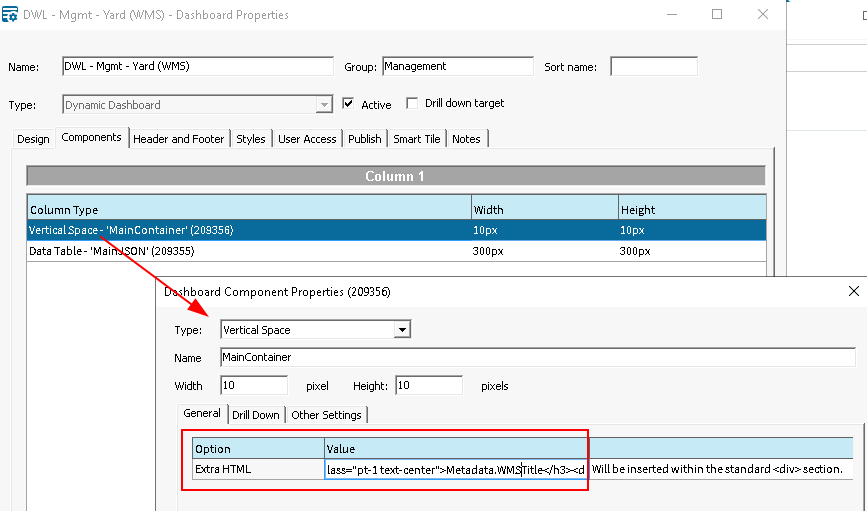 DWL - Mgmt - Yard (WMS) - Dashboard Properties
Name: DWL - Mgmt - Yard (WMS) Group: Management Sort name:
Type: Dynamic Dashboard Active Drill down target
Design Components Header and Footer Styles User Access Publish Smart Tile Notes
Column 1
Column Type Width Height
Vertical Space - 'MainContainer' (209356) 10px 10px
Data Table - 'MainJSON' (209355) 300px 300px
Dashboard Component Properties (209356)
Type: Vertical Space
Name MainContainer
Width 10 pixel Height: 10 pixels
General Drill Down Other Settings
Option Value
Extra HTML lass="pt-1 text-center">Metadata.WMSTitle</h3><d Will be inserted within the standard <div> section.